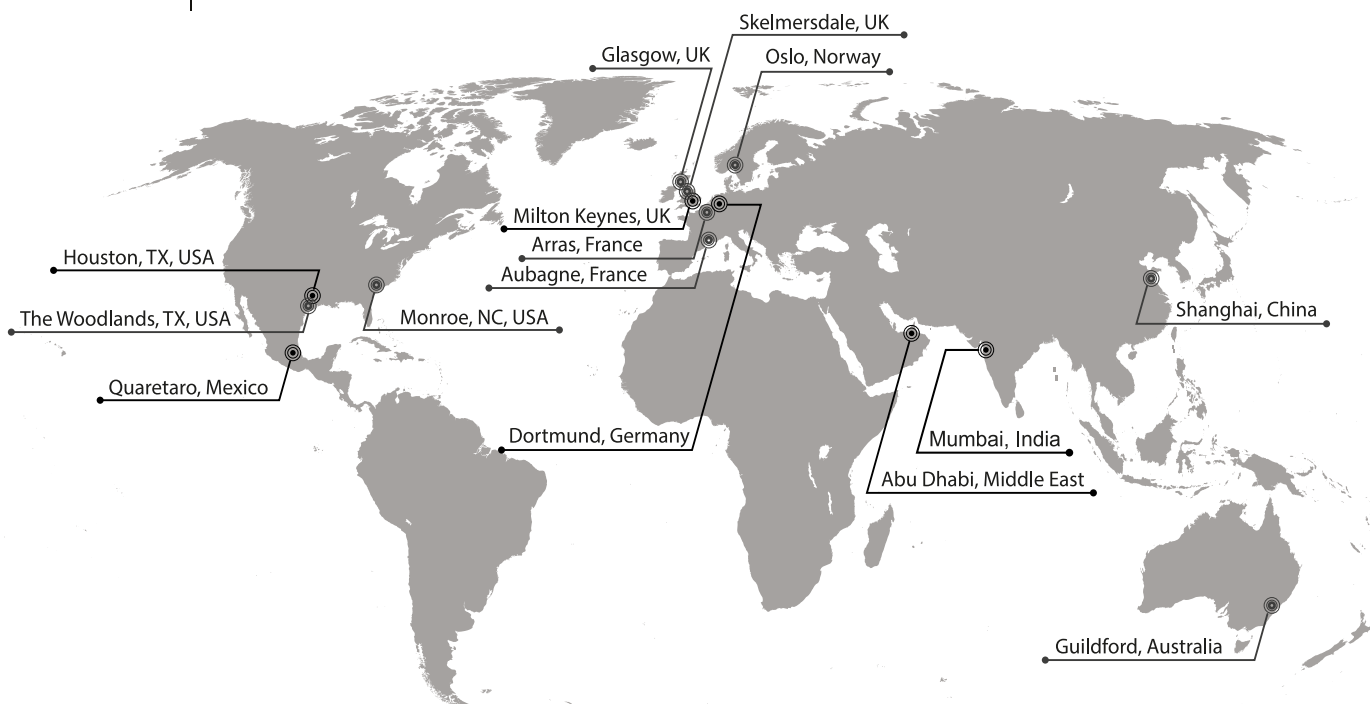 Skelmersdale, UK
Glasgow, UK
Oslo, Norway
Milton Keynes, UK
Arras, France
Houston, TX, USA
Aubagne, France
The Woodlands, TX, USA
Monroe, NC, USA
Shanghai, China
Quaretaro, Mexico
Dortmund, Germany
Mumbai, India
Abu Dhabi, Middle East
Guildford, Australia